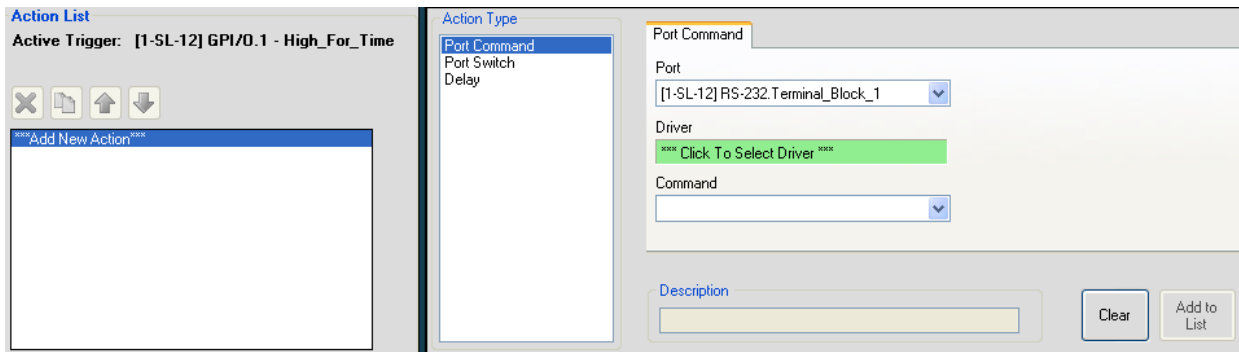 Action List
Active Trigger: [1-SL-12] GPI/O.1 - High_For_Time
***Add New Action***
Action Type
Port Command
Port Switch
Delay
Port Command
Port
[1-SL-12] RS-232.Terminal_Block_1
Driver
*** Click To Select Driver ***
Command
Description
Clear
Add to
List